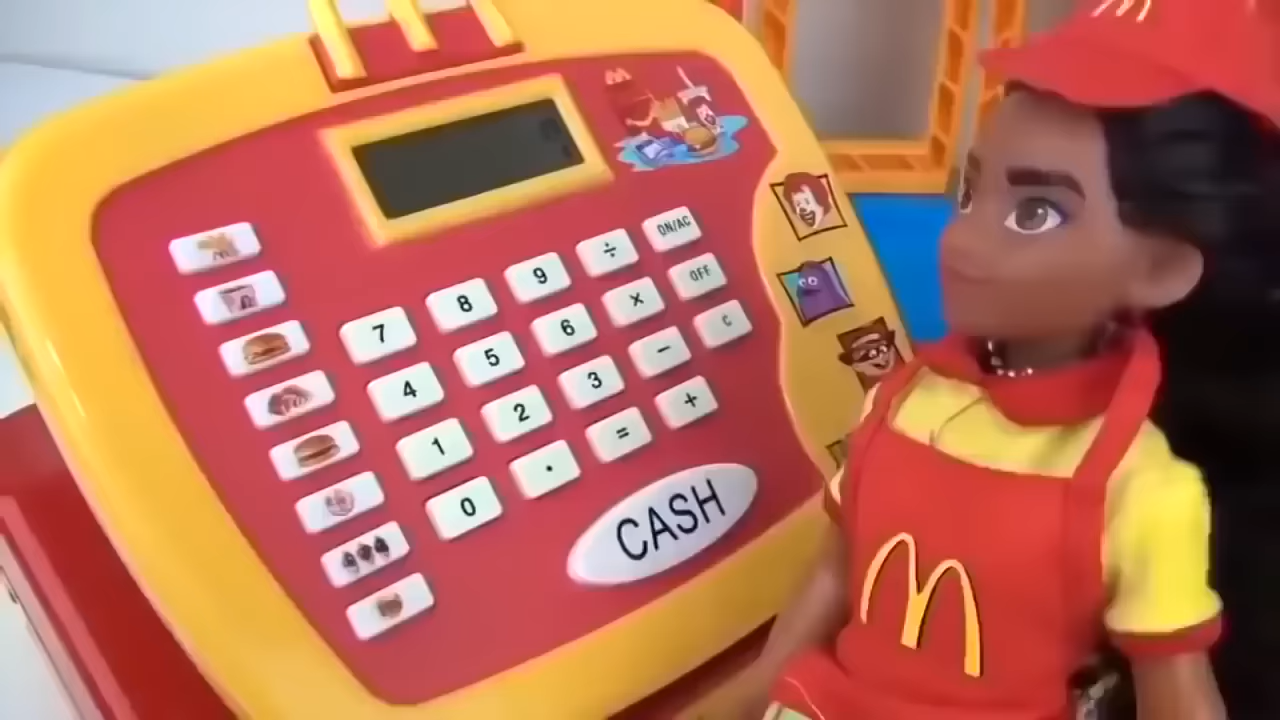 ON/AC
7 8 9 ÷ OFF
4 5 6 × C
1 2 3 −
0 . = +
CASH